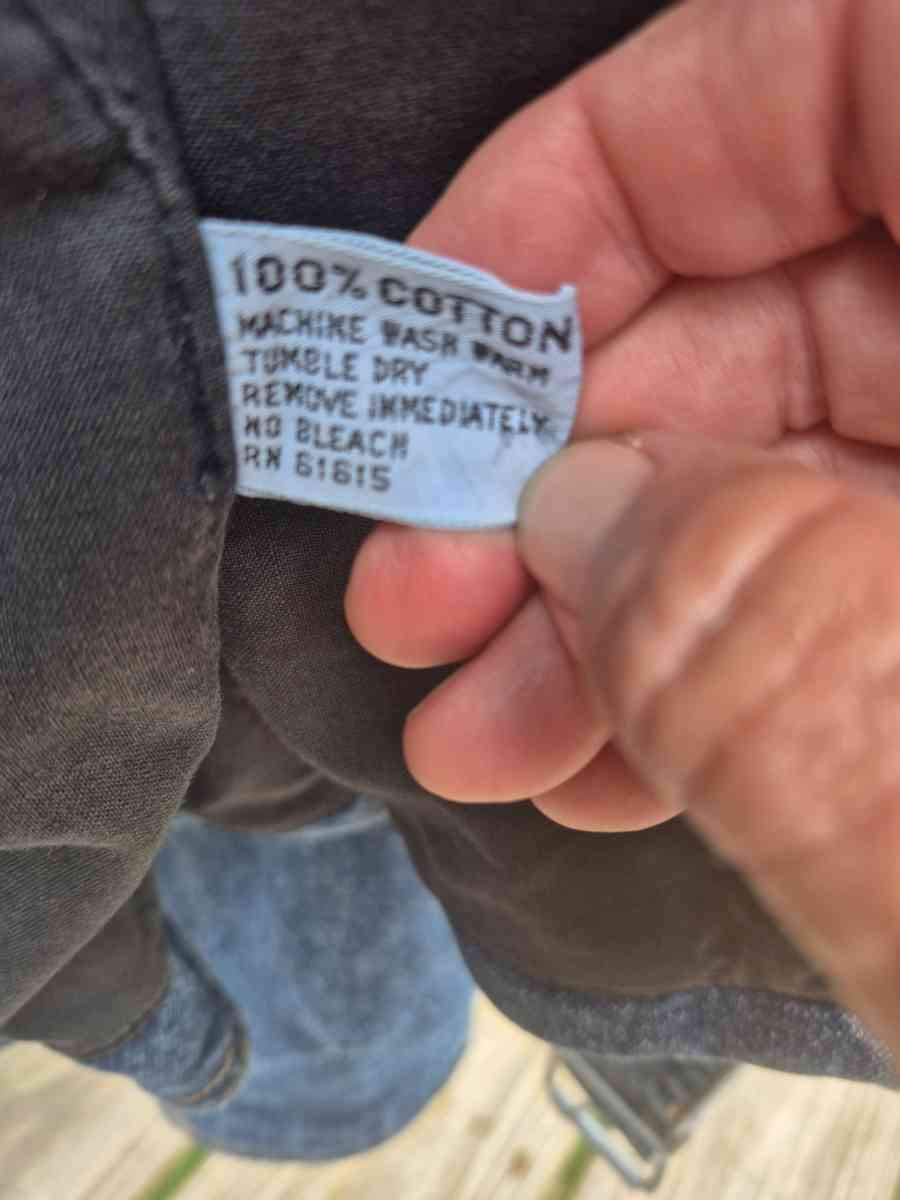 100% COTTON
MACHINE WASH WARM
TUMBLE DRY
REMOVE IMMEDIATELY
NO BLEACH
RN 61615